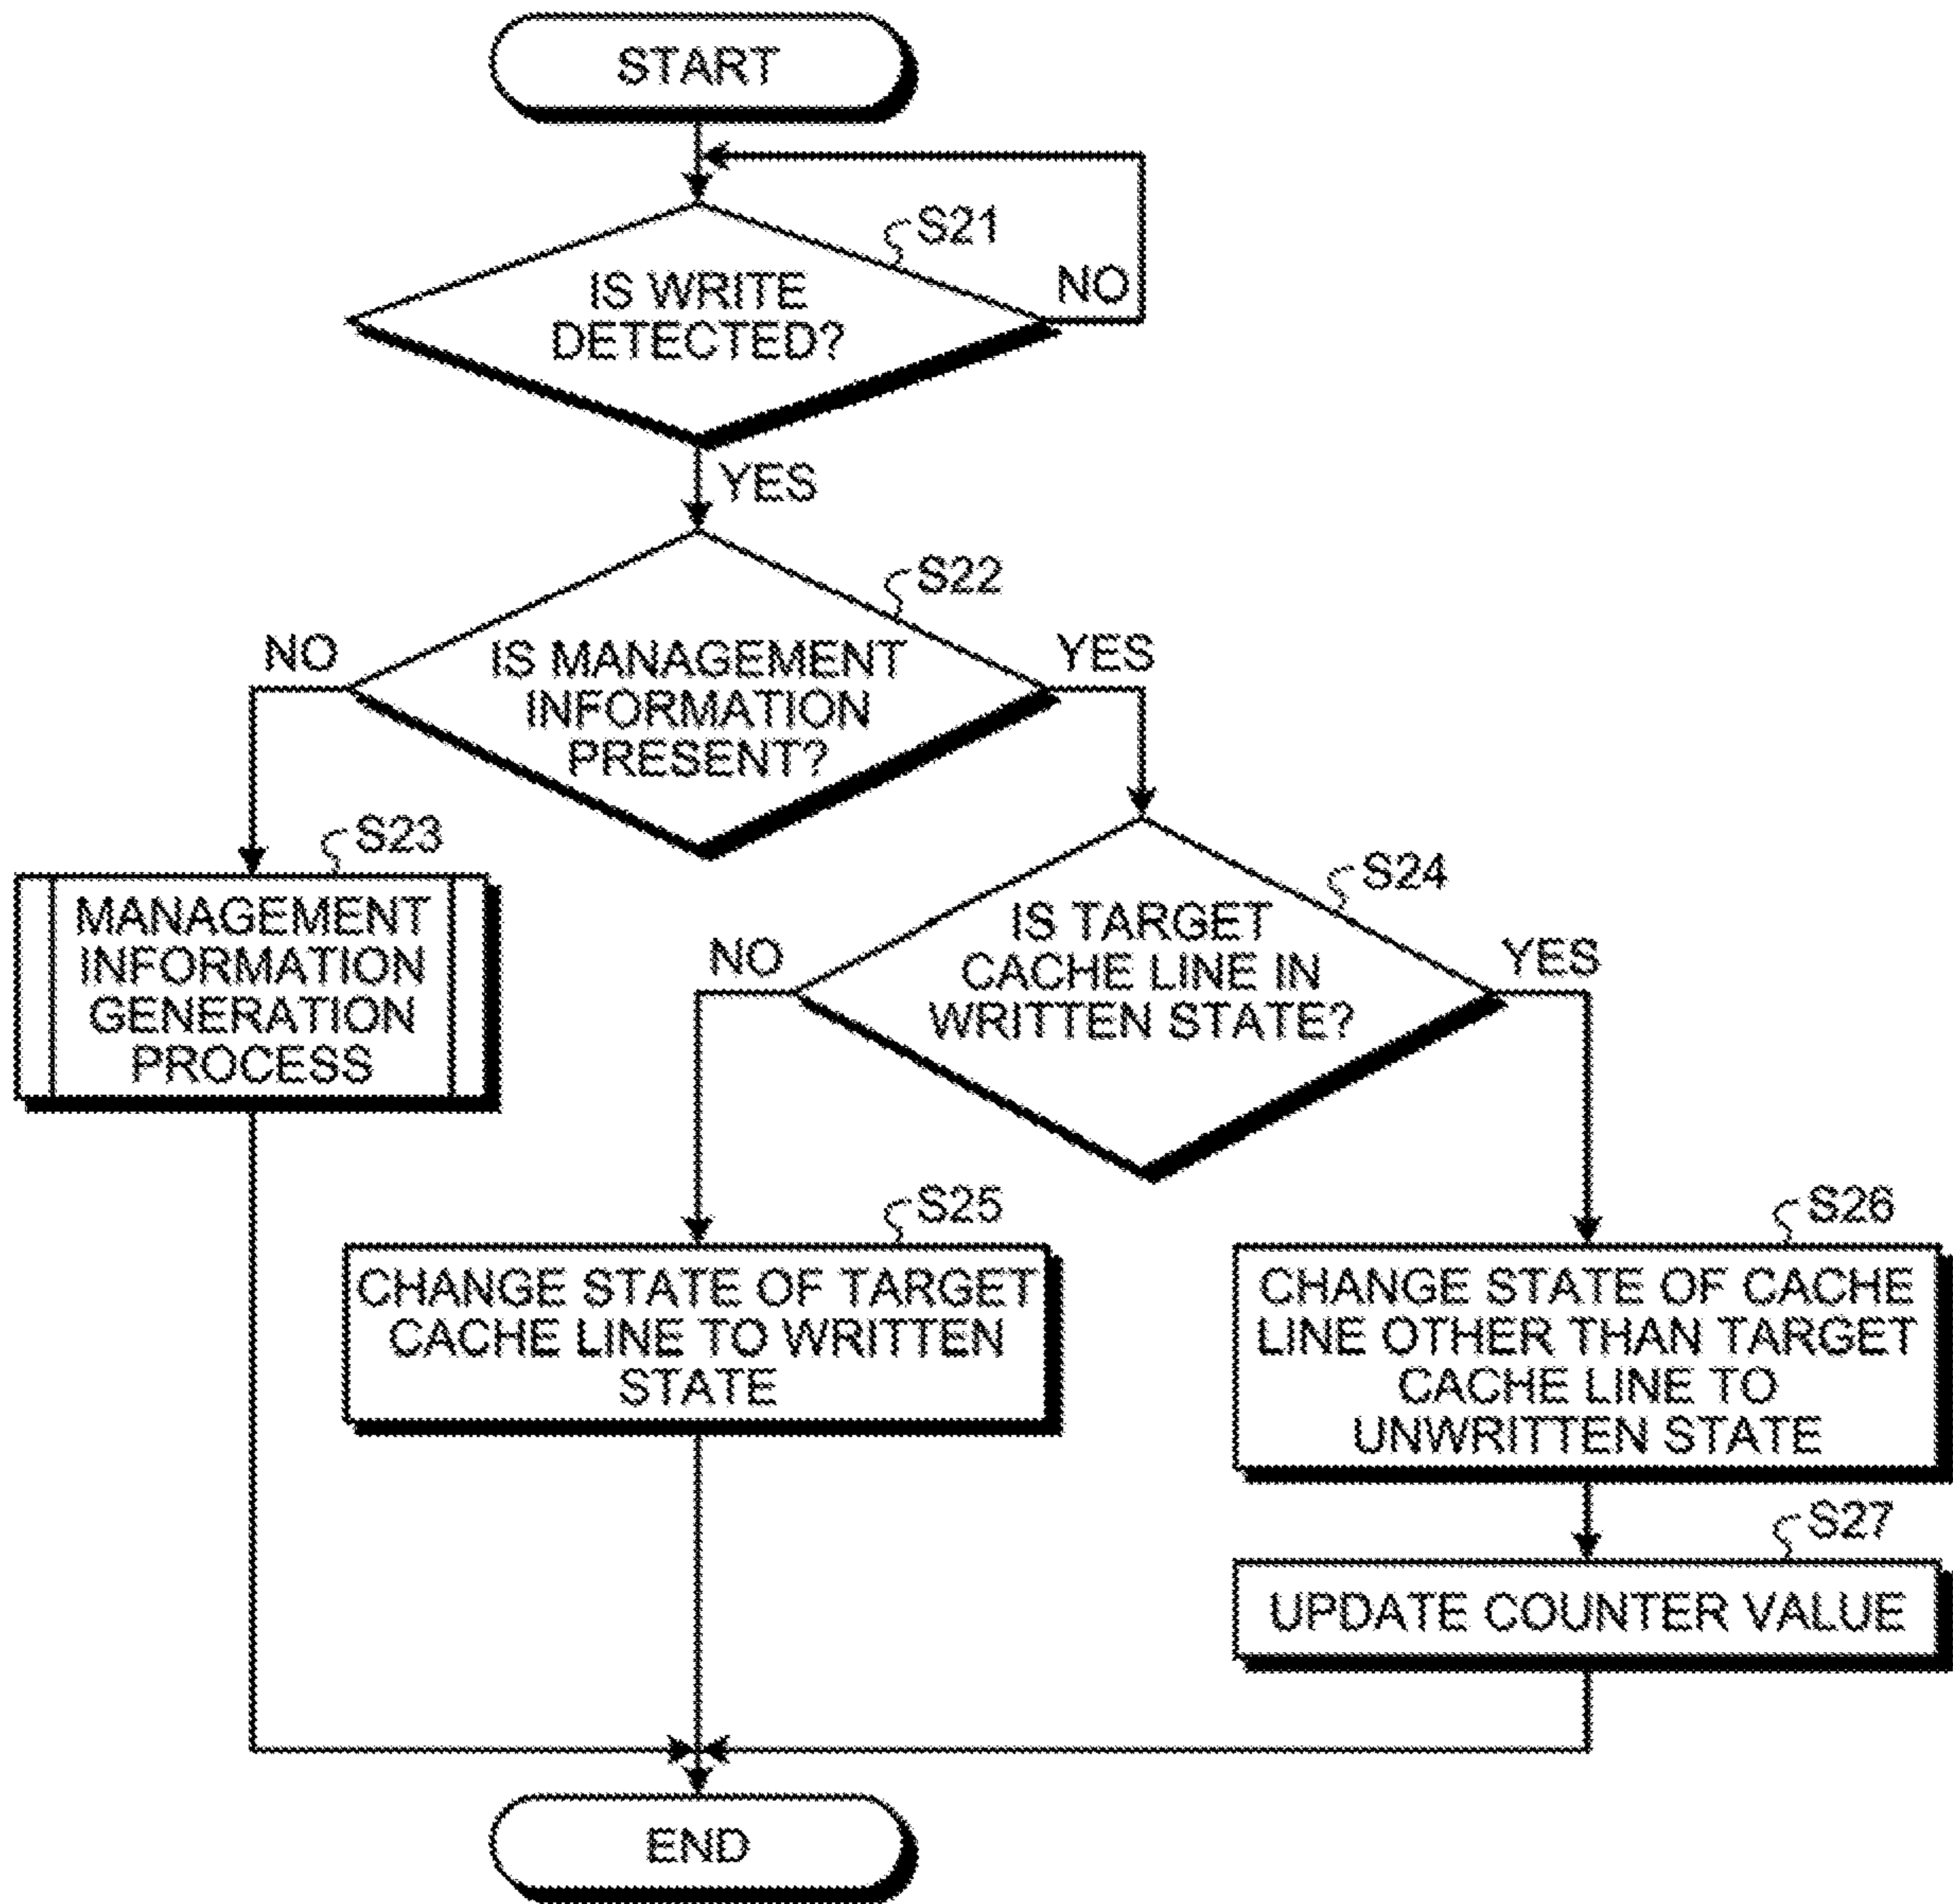 START
S21
IS WRITE
DETECTED?
NO
YES
S22
NO
IS MANAGEMENT
INFORMATION
PRESENT?
YES
S23
MANAGEMENT
INFORMATION
GENERATION
PROCESS
S24
NO
IS TARGET
CACHE LINE IN
WRITTEN STATE?
YES
S25
CHANGE STATE OF TARGET
CACHE LINE TO WRITTEN
STATE
S26
CHANGE STATE OF CACHE
LINE OTHER THAN TARGET
CACHE LINE TO
UNWRITTEN STATE
S27
UPDATE COUNTER VALUE
END